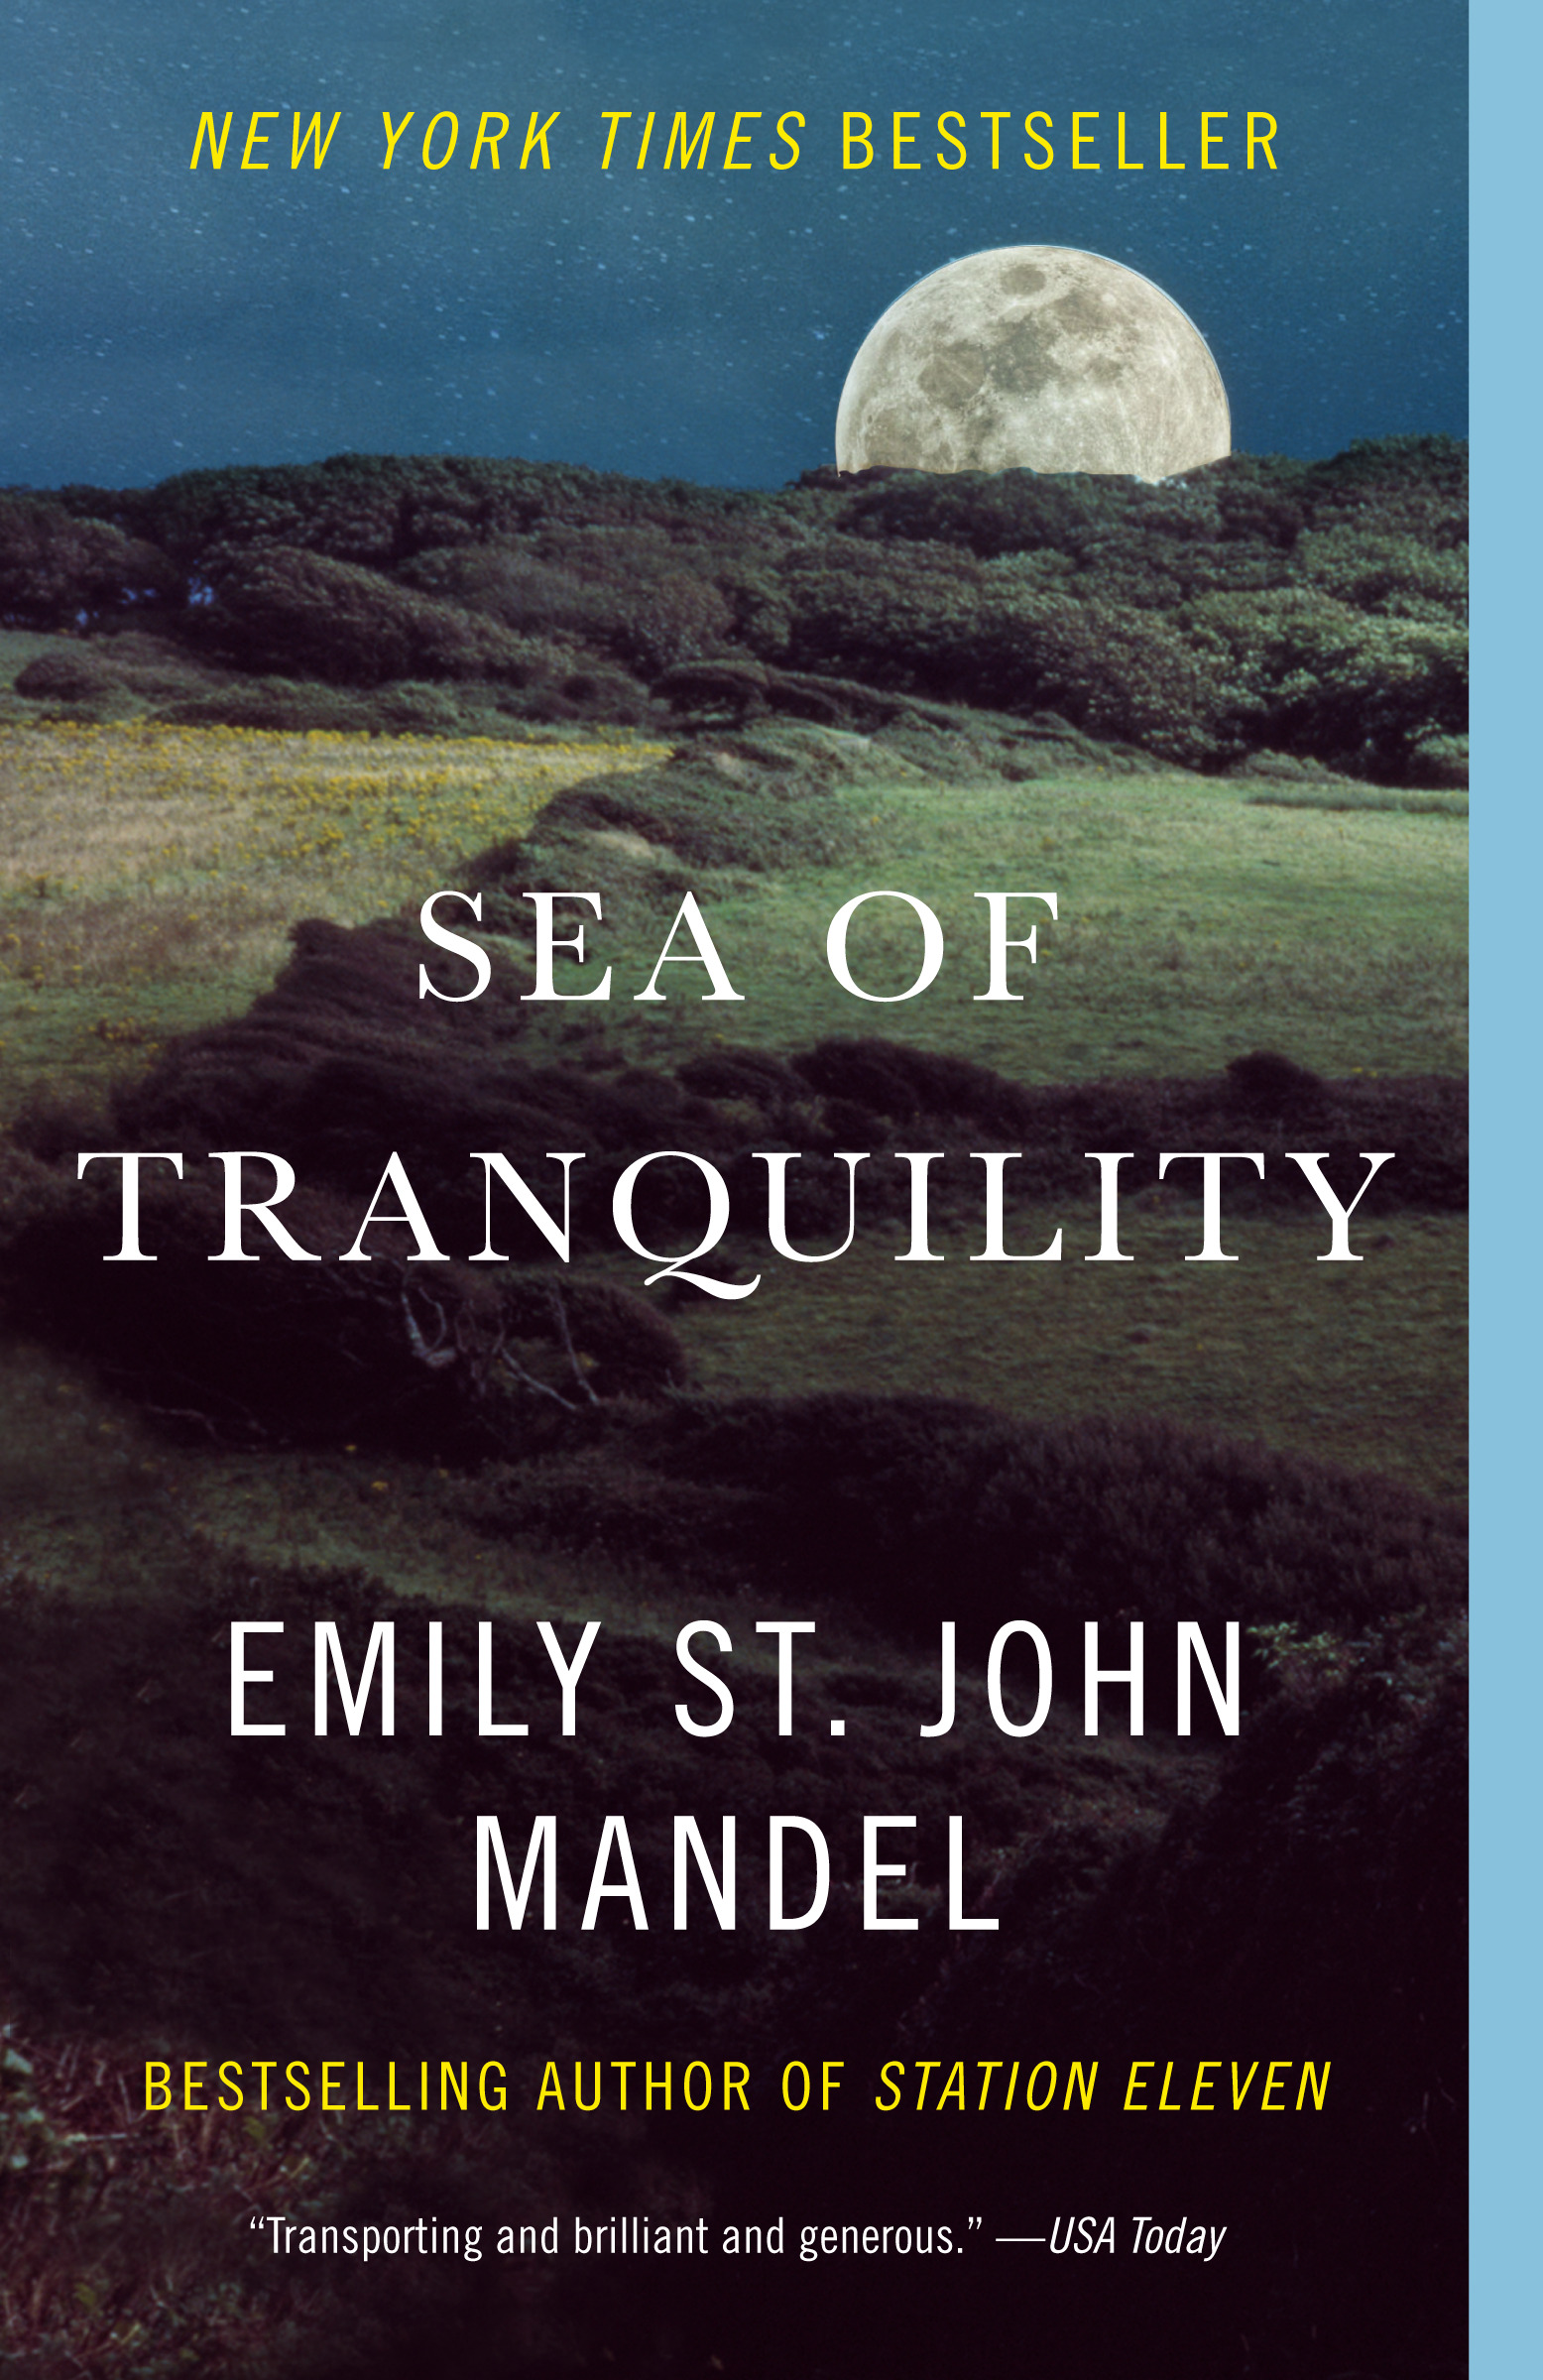 NEW YORK TIMES BESTSELLER
SEA OF
TRANQUILITY
EMILY ST. JOHN
MANDEL
BESTSELLING AUTHOR OF STATION ELEVEN
“Transporting and brilliant and generous.” —USA Today